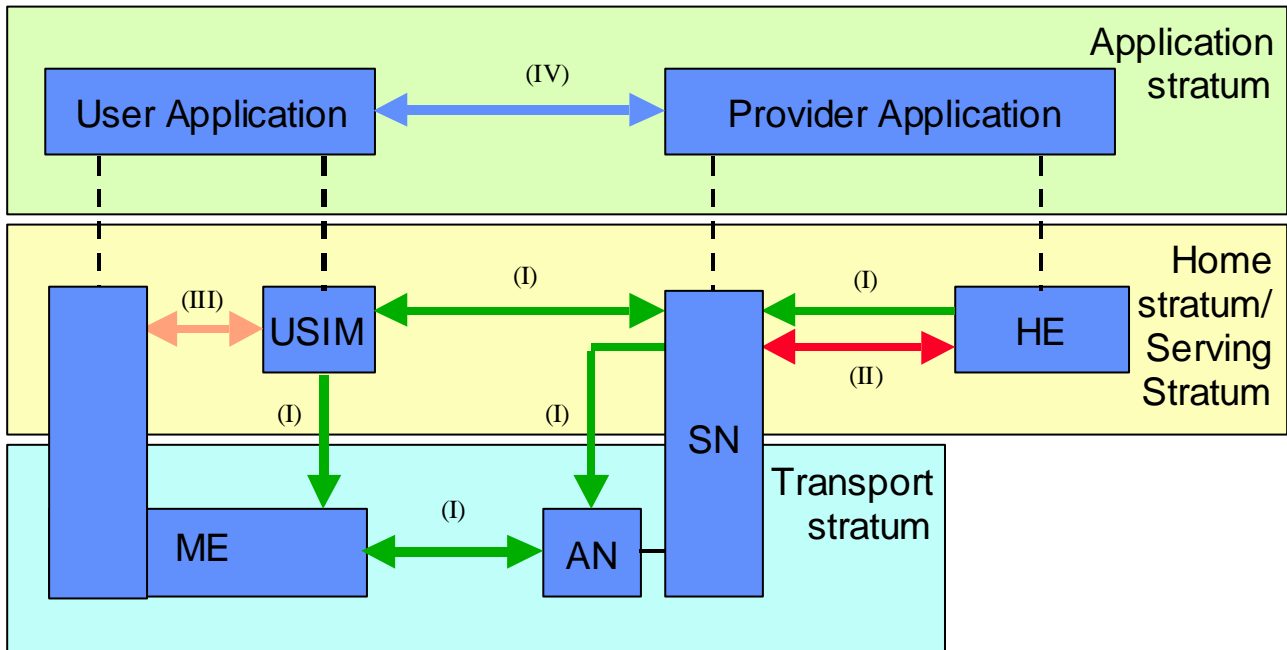 Application
stratum
(IV)
User Application
Provider Application
Home
stratum/
Serving
Stratum
(I)
(I)
(III)
USIM
HE
(II)
(I)
(I)
SN
Transport
stratum
(I)
ME
AN